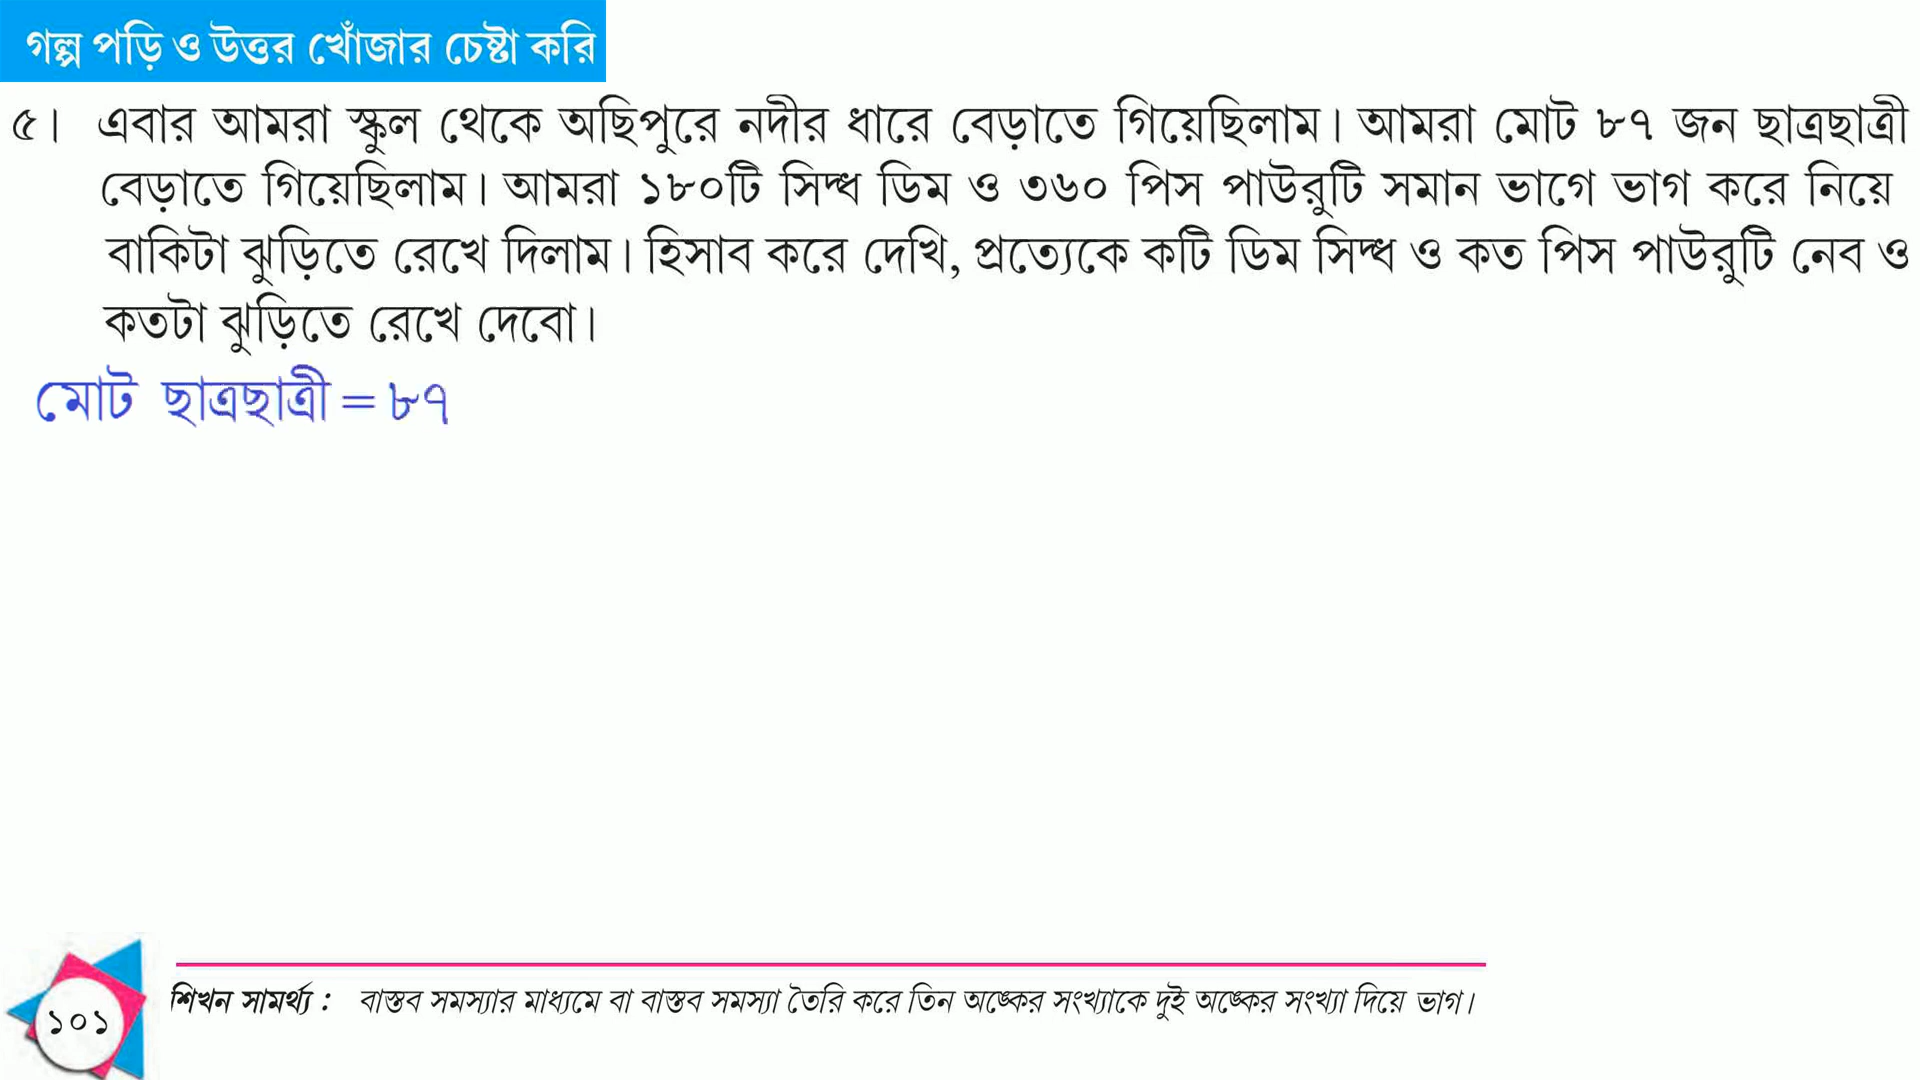 গল্প পড়ি ও উত্তর খোঁজার চেষ্টা করি
৫। এবার আমরা স্কুল থেকে অছিপুরে নদীর ধারে বেড়াতে গিয়েছিলাম। আমরা মোট ৮৭ জন ছাত্রছাত্রী
বেড়াতে গিয়েছিলাম। আমরা ১৮০টি সিদ্ধ ডিম ও ৩৬০ পিস পাউরুটি সমান ভাগে ভাগ করে নিয়ে
বাকিটা ঝুড়িতে রেখে দিলাম। হিসাব করে দেখি, প্রত্যেকে কটি ডিম সিদ্ধ ও কত পিস পাউরুটি নেব ও
কতটা ঝুড়িতে রেখে দেবো।
মোট ছাত্রছাত্রী = ৮৭
শিখন সামর্থ্য : বাস্তব সমস্যার মাধ্যমে বা বাস্তব সমস্যা তৈরি করে তিন অঙ্কের সংখ্যাকে দুই অঙ্কের সংখ্যা দিয়ে ভাগ।
১০১